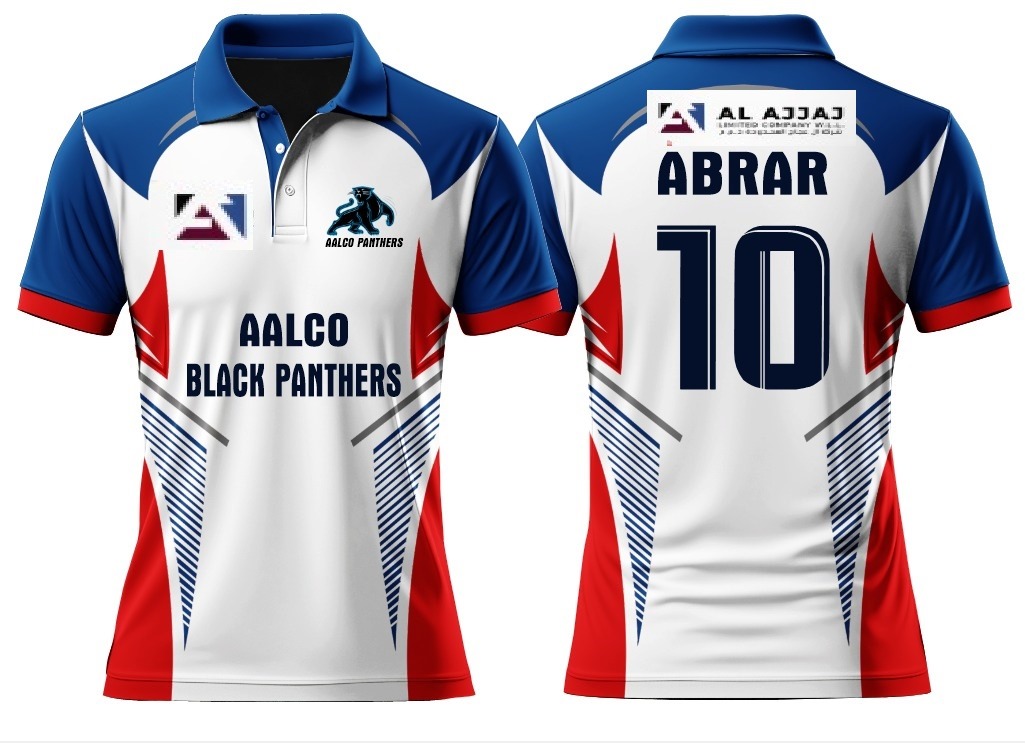 AALCO PANTHERS
AALCO
BLACK PANTHERS
AL AJJAJ
LIMITED COMPANY W.L.L.
ABRAR
10